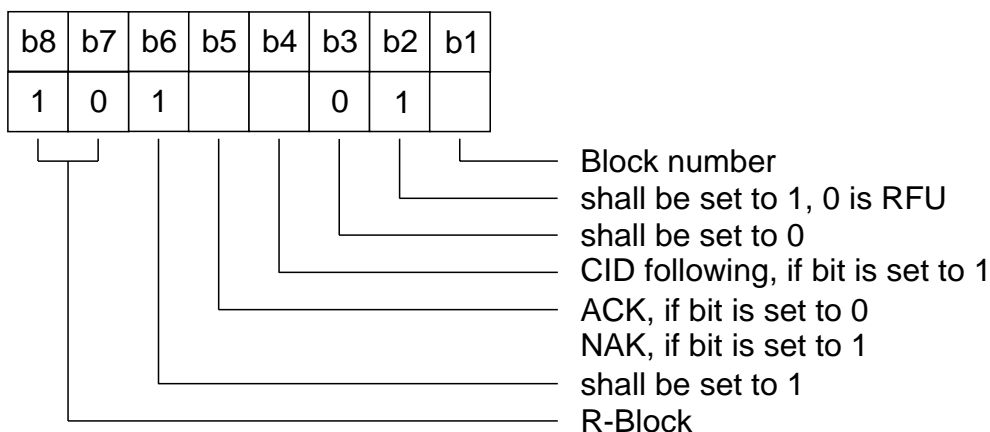 b8 b7 b6 b5 b4 b3 b2 b1
1 0 1 0 1
Block number
shall be set to 1, 0 is RFU
shall be set to 0
CID following, if bit is set to 1
ACK, if bit is set to 0
NAK, if bit is set to 1
shall be set to 1
R-Block